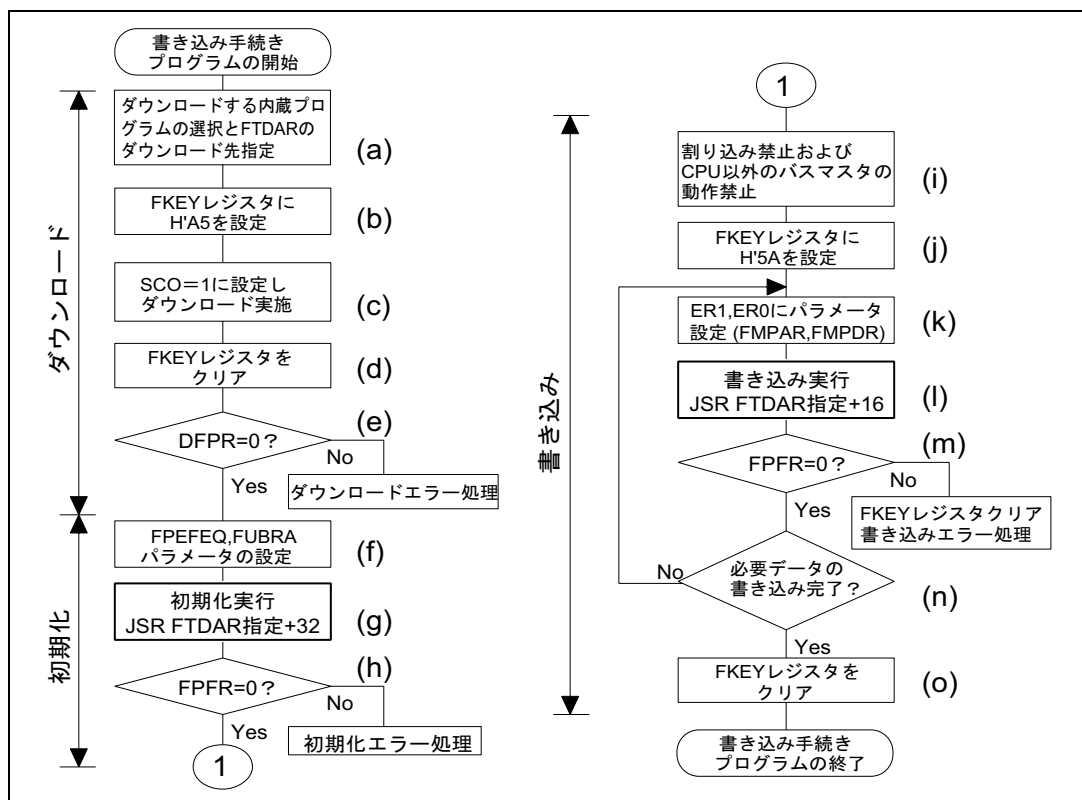 書き込み手続き
プログラムの開始
ダウンロード
ダウンロードする内蔵プロ
グラムの選択とFTDARの
ダウンロード先指定
(a)
FKEYレジスタに
H'A5を設定
(b)
SCO＝1に設定し
ダウンロード実施
(c)
FKEYレジスタを
クリア
(d)
(e)
DFPR=0？
No
Yes
ダウンロードエラー処理
初期化
FPEFEQ,FUBRA
パラメータの設定
(f)
初期化実行
JSR FTDAR指定+32
(g)
(h)
FPFR=0？
No
Yes
初期化エラー処理
1
1
書き込み
割り込み禁止および
CPU以外のバスマスタの
動作禁止
(i)
FKEYレジスタに
H'5Aを設定
(j)
ER1,ER0にパラメータ
設定 (FMPAR,FMPDR)
(k)
書き込み実行
JSR FTDAR指定+16
(l)
(m)
FPFR=0？
No
Yes
FKEYレジスタクリア
書き込みエラー処理
No
必要データの
書き込み完了？
(n)
Yes
FKEYレジスタを
クリア
(o)
書き込み手続き
プログラムの終了